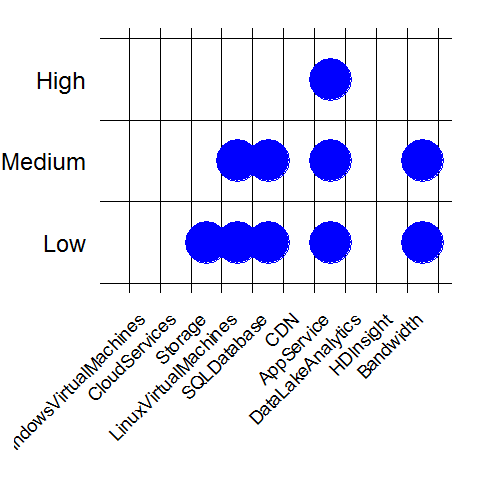 High
Medium
Low
ndowsVirtualMachines
CloudServices
Storage
LinuxVirtualMachines
SQLDatabase
CDN
AppService
DataLakeAnalytics
HDInsight
Bandwidth